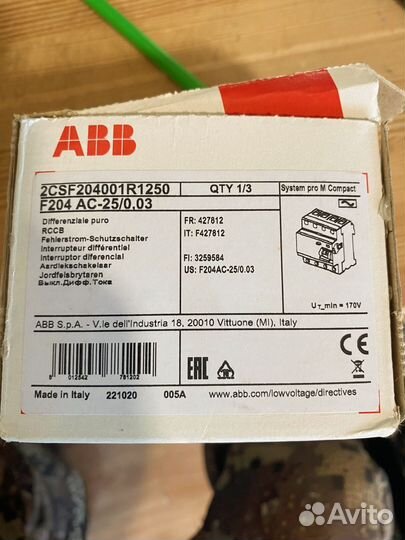 ABB
2CSF204001R1250
QTY 1/3
System pro M Compact
F204 AC-25/0,03
Differenziale puro
RCCB
Fehlerstrom-Schutzschalter
Interrupteur différentiel
Interruptor diferencial
Aardlekschakelaar
Jordfelsbrytaren
Выкл.Дифф.Тока
FR: 427812
IT: F427812
FI: 3259584
US: F204AC-25/0.03
UT_min = 170V
ABB S.p.A. - V.le dell'Industria 18, 20010 Vittuone (MI), Italy
8 012542 781202
EAC
CE
Made in Italy 221020 005A
www.abb.com/lowvoltage/directives
Avito